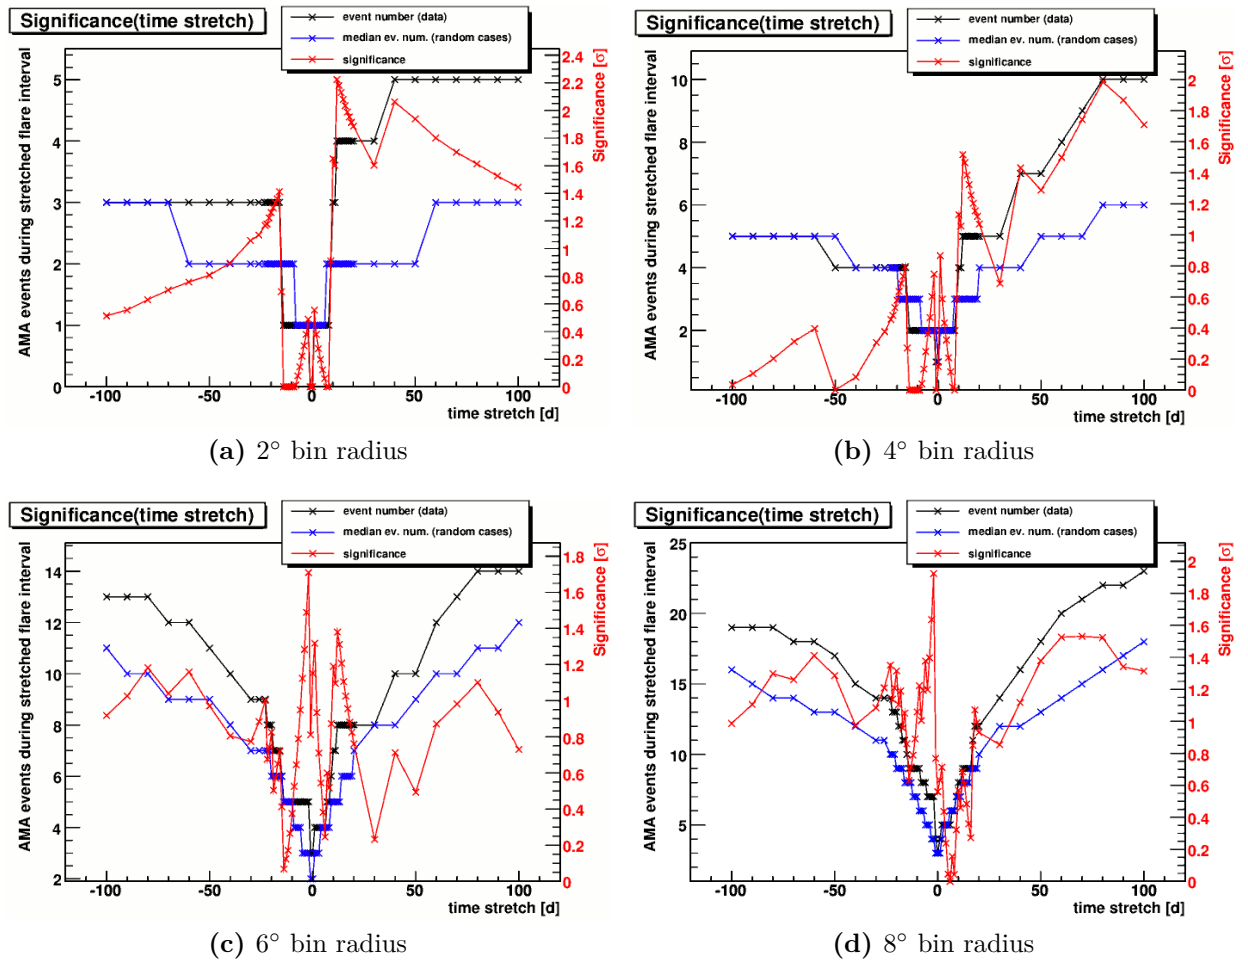 Significance(time stretch)
event number (data)
median ev. num. (random cases)
significance
AMA events during stretched flare interval
0
1
2
3
4
5
-100
-50
0
50
100
time stretch [d]
0
0.2
0.4
0.6
0.8
1
1.2
1.4
1.6
1.8
2
2.2
2.4
Significance [σ]
(a) 2° bin radius
Significance(time stretch)
event number (data)
median ev. num. (random cases)
significance
AMA events during stretched flare interval
2
4
6
8
10
-100
-50
0
50
100
time stretch [d]
0
0.2
0.4
0.6
0.8
1
1.2
1.4
1.6
1.8
2
Significance [σ]
(b) 4° bin radius
Significance(time stretch)
event number (data)
median ev. num. (random cases)
significance
AMA events during stretched flare interval
2
4
6
8
10
12
14
-100
-50
0
50
100
time stretch [d]
0
0.2
0.4
0.6
0.8
1
1.2
1.4
1.6
1.8
Significance [σ]
(c) 6° bin radius
Significance(time stretch)
event number (data)
median ev. num. (random cases)
significance
AMA events during stretched flare interval
5
10
15
20
25
-100
-50
0
50
100
time stretch [d]
0
0.2
0.4
0.6
0.8
1
1.2
1.4
1.6
1.8
2
Significance [σ]
(d) 8° bin radius